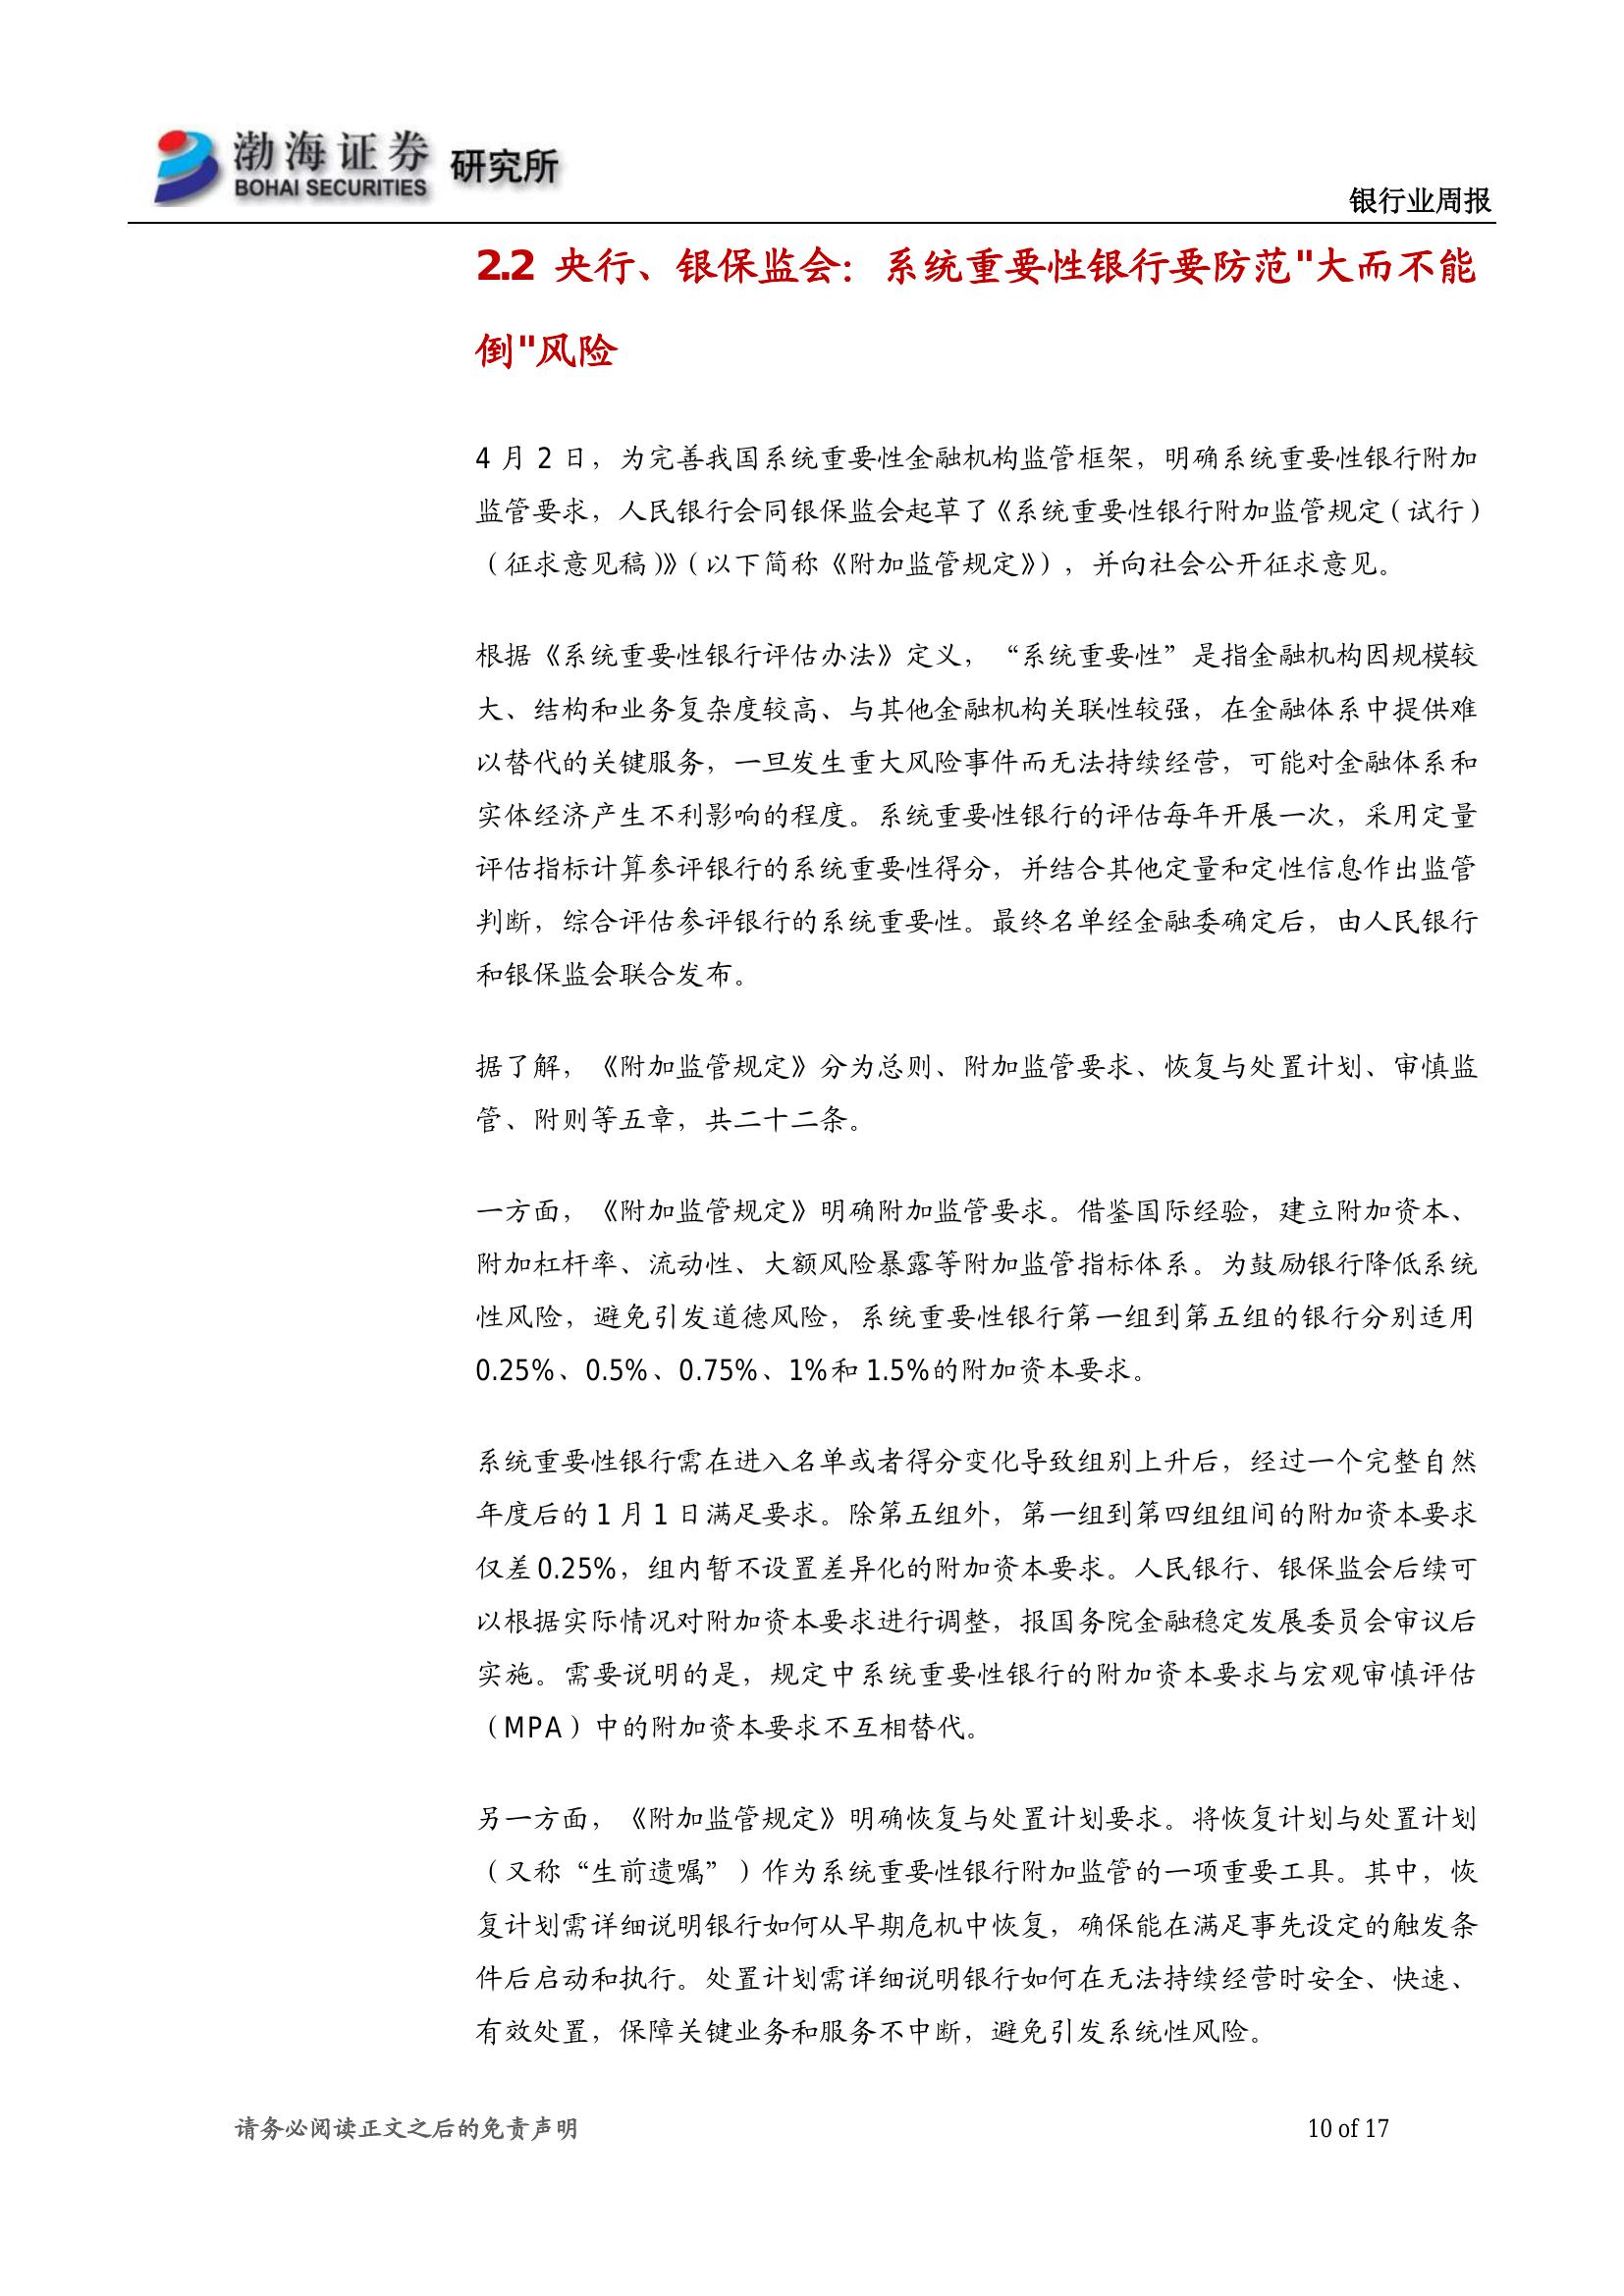 渤海证券
BOHAI SECURITIES
研究所
银行业周报
2.2 央行、银保监会：系统重要性银行要防范"大而不能
倒"风险
4 月 2 日，为完善我国系统重要性金融机构监管框架，明确系统重要性银行附加
监管要求，人民银行会同银保监会起草了《系统重要性银行附加监管规定（试行）
（征求意见稿）》（以下简称《附加监管规定》），并向社会公开征求意见。
根据《系统重要性银行评估办法》定义，“系统重要性”是指金融机构因规模较
大、结构和业务复杂度较高、与其他金融机构关联性较强，在金融体系中提供难
以替代的关键服务，一旦发生重大风险事件而无法持续经营，可能对金融体系和
实体经济产生不利影响的程度。系统重要性银行的评估每年开展一次，采用定量
评估指标计算参评银行的系统重要性得分，并结合其他定量和定性信息作出监管
判断，综合评估参评银行的系统重要性。最终名单经金融委确定后，由人民银行
和银保监会联合发布。
据了解，《附加监管规定》分为总则、附加监管要求、恢复与处置计划、审慎监
管、附则等五章，共二十二条。
一方面，《附加监管规定》明确附加监管要求。借鉴国际经验，建立附加资本、
附加杠杆率、流动性、大额风险暴露等附加监管指标体系。为鼓励银行降低系统
性风险，避免引发道德风险，系统重要性银行第一组到第五组的银行分别适用
0.25%、0.5%、0.75%、1%和 1.5%的附加资本要求。
系统重要性银行需在进入名单或者得分变化导致组别上升后，经过一个完整自然
年度后的 1 月 1 日满足要求。除第五组外，第一组到第四组组间的附加资本要求
仅差 0.25%，组内暂不设置差异化的附加资本要求。人民银行、银保监会后续可
以根据实际情况对附加资本要求进行调整，报国务院金融稳定发展委员会审议后
实施。需要说明的是，规定中系统重要性银行的附加资本要求与宏观审慎评估
（MPA）中的附加资本要求不互相替代。
另一方面，《附加监管规定》明确恢复与处置计划要求。将恢复计划与处置计划
（又称“生前遗嘱”）作为系统重要性银行附加监管的一项重要工具。其中，恢
复计划需详细说明银行如何从早期危机中恢复，确保能在满足事先设定的触发条
件后启动和执行。处置计划需详细说明银行如何在无法持续经营时安全、快速、
有效处置，保障关键业务和服务不中断，避免引发系统性风险。
请务必阅读正文之后的免责声明
10 of 17